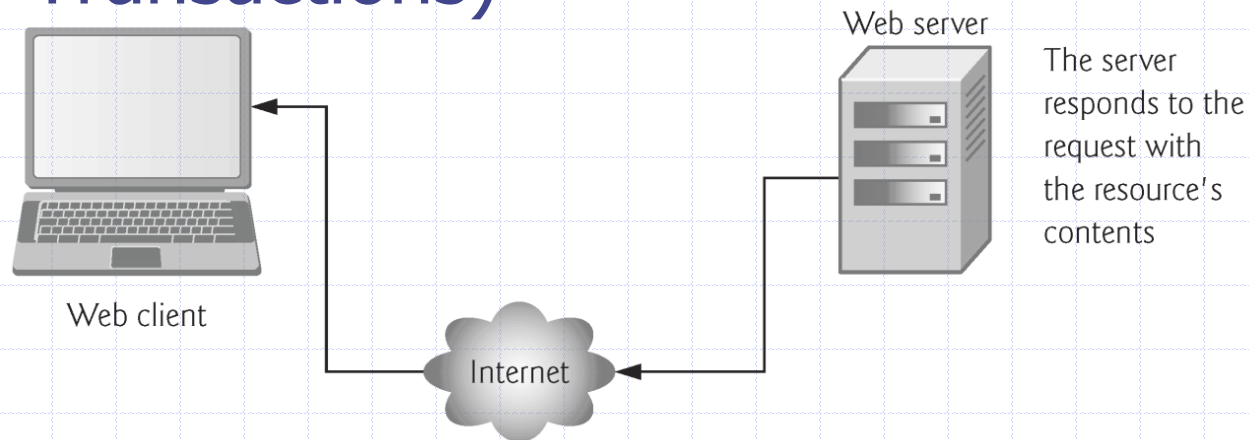 Transactions)
Web server
The server
responds to the
request with
the resource's
contents
Web client
Internet